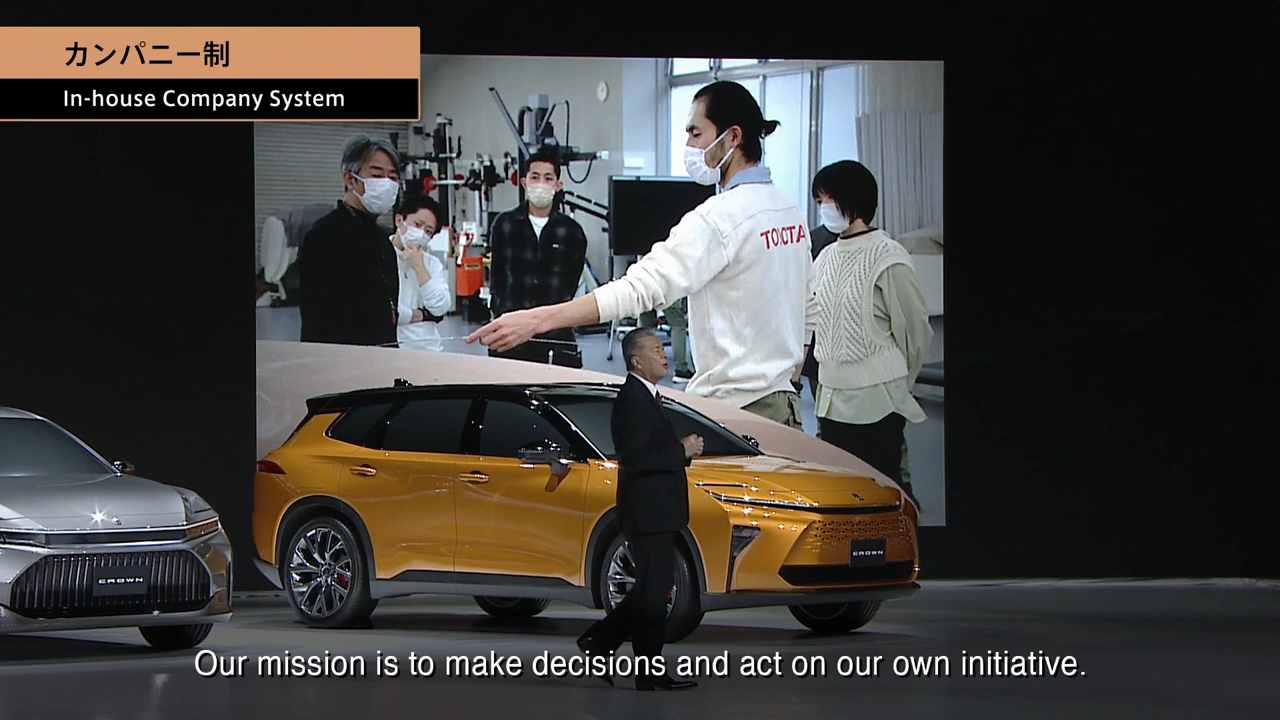 カンパニー制
In-house Company System
TOYOTA
CROWN
CROWN
Our mission is to make decisions and act on our own initiative.